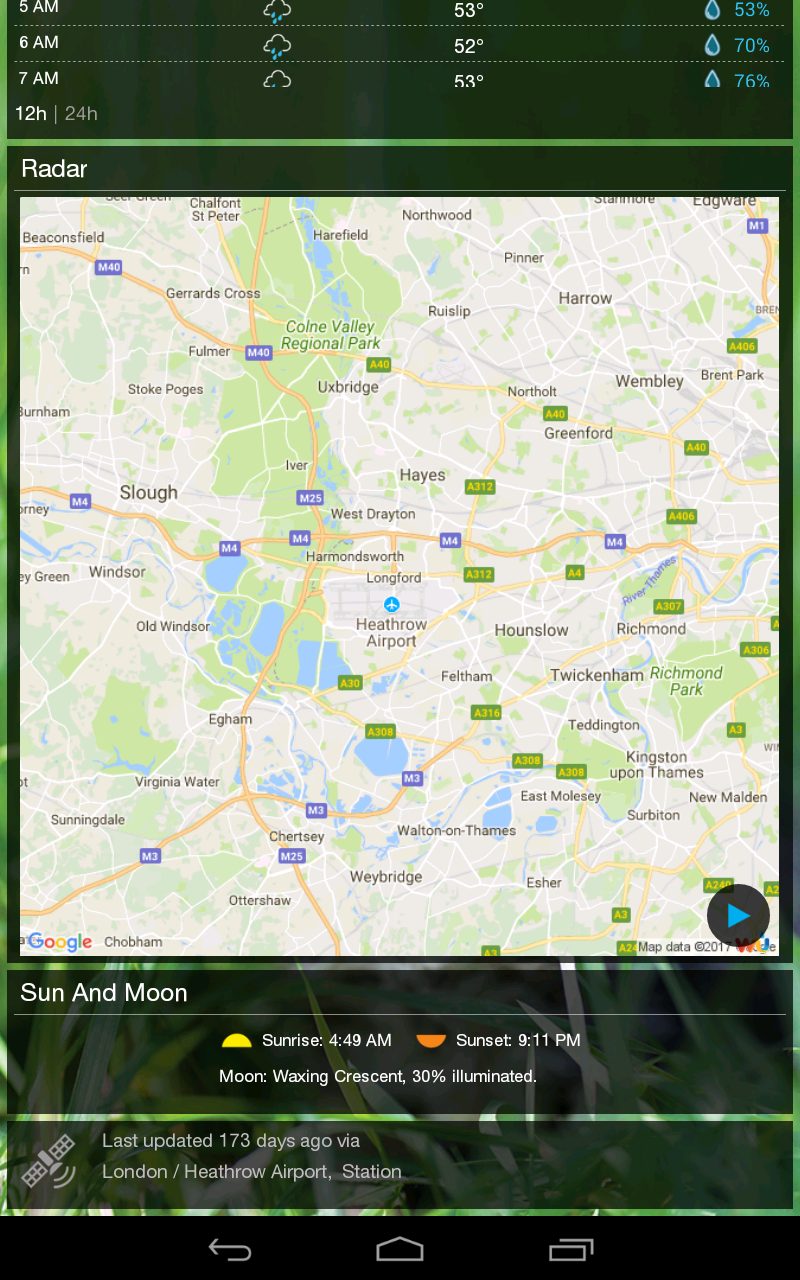 5 AM 53° 53%
6 AM 52° 70%
7 AM 53° 76%
12h | 24h
Radar
Seer Green Chalfont St Peter Northwood Stanmore Edgware
Beaconsfield Harefield M1
Pinner
M40 Gerrards Cross Ruislip Harrow
Colne Valley
Regional Park
Fulmer M40 A40 A406
Stoke Poges Uxbridge Northolt Wembley Brent Park
Burnham A40 Greenford A40
Iver Hayes
Slough M25 A312
M4 West Drayton A406
M4 M4 M4 M4
Harmondsworth
Windsor Longford A312 A4 River Thames
Heathrow
Airport
A307
Old Windsor Hounslow Richmond
A306
A30 Feltham Twickenham Richmond
Park
Egham A308 A316 Teddington A3
Kingston
upon Thames
A308 A308
Virginia Water M3 East Molesey New Malden
Sunningdale M3 Surbiton
Chertsey Walton-on-Thames
M3 M25
Weybridge Esher A240
Ottershaw A3
Google Chobham A3 Map data ©2017
Sun And Moon
Sunrise: 4:49 AM Sunset: 9:11 PM
Moon: Waxing Crescent, 30% illuminated.
Last updated 173 days ago via
London / Heathrow Airport, Station